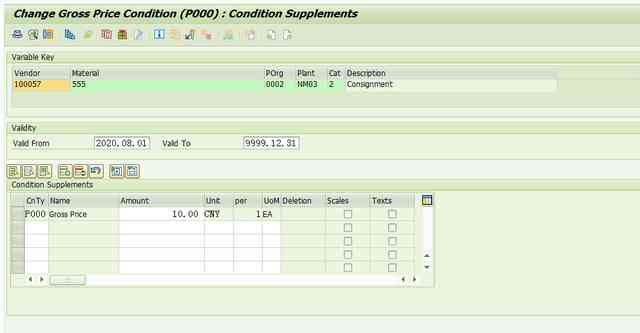 Change Gross Price Condition (P000) : Condition Supplements
Variable Key
Vendor Material POrg Plant Cat Description
100057 555 0002 NM03 2 Consignment
Validity
Valid From 2020.08.01 Valid To 9999.12.31
Condition Supplements
CnTy Name Amount Unit per UoM Deletion Scales Texts
P000 Gross Price 10.00 CNY 1 EA